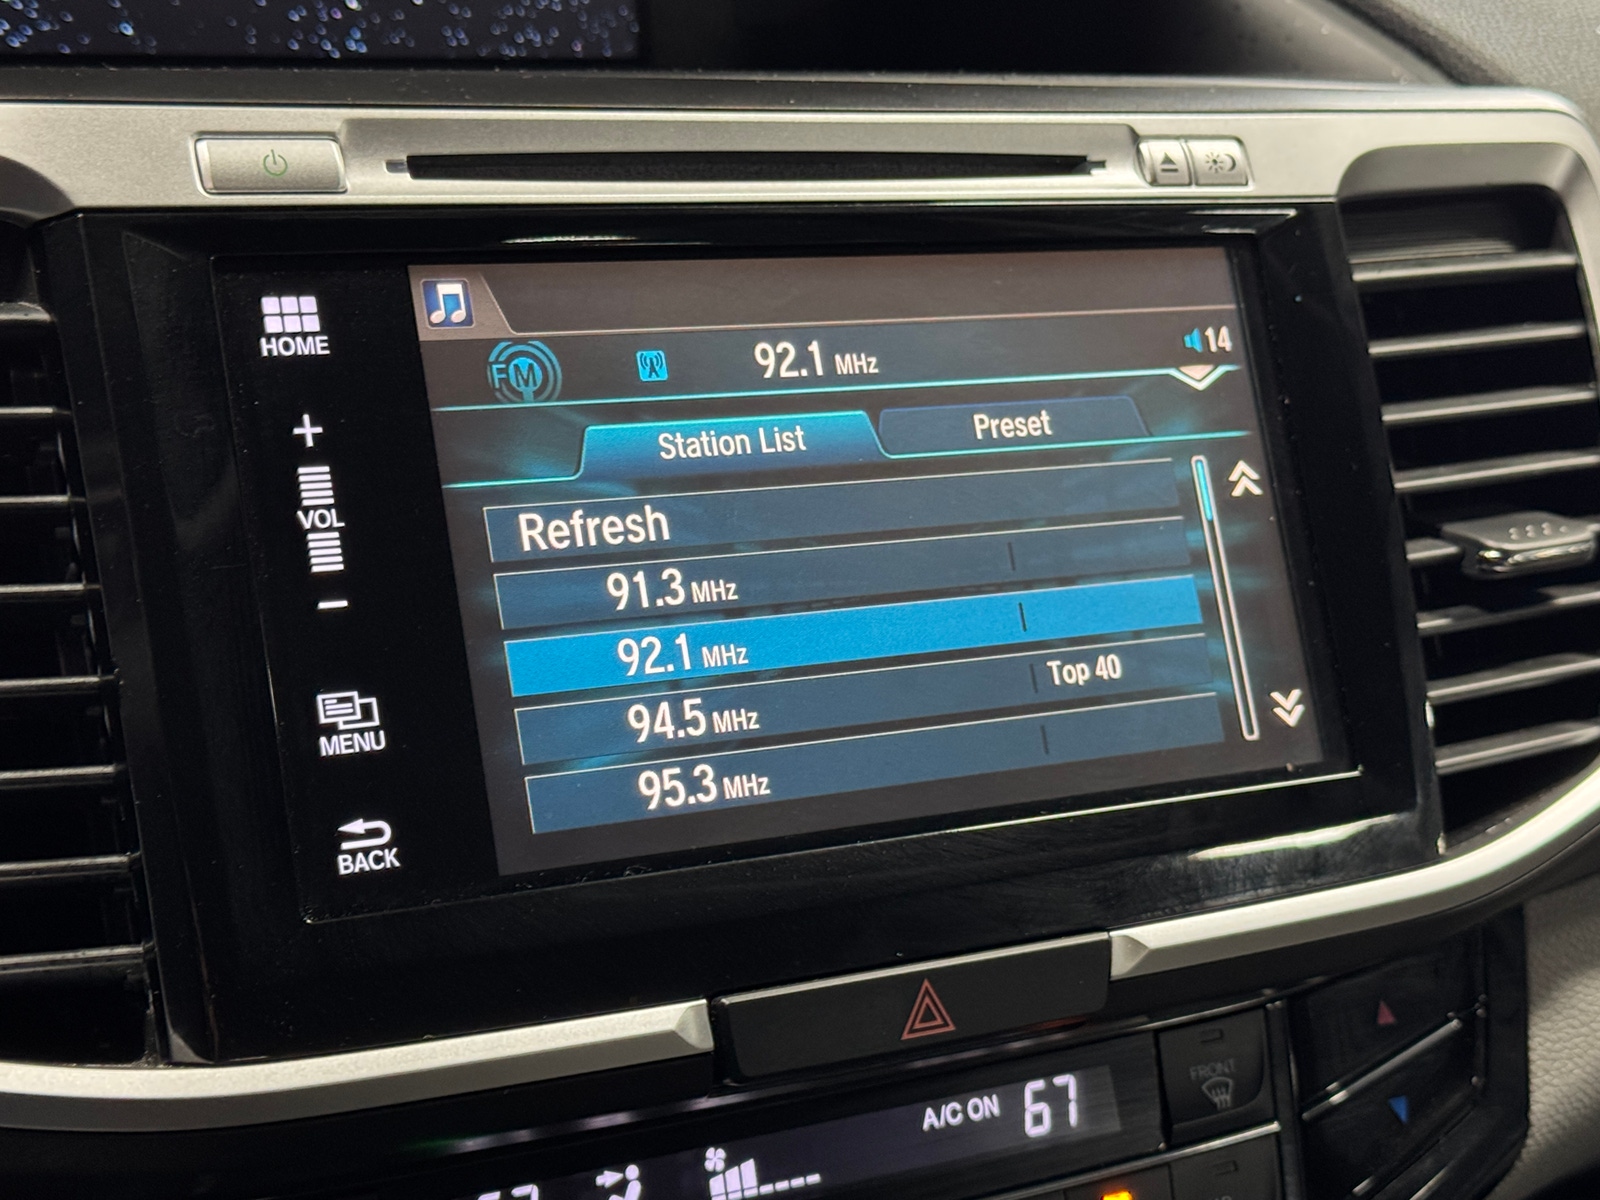 HOME
FM
92.1 MHz
14
Station List
Preset
VOL
Refresh
91.3 MHz
92.1 MHz
94.5 MHz Top 40
95.3 MHz
MENU
BACK
FRONT
A/C ON 67